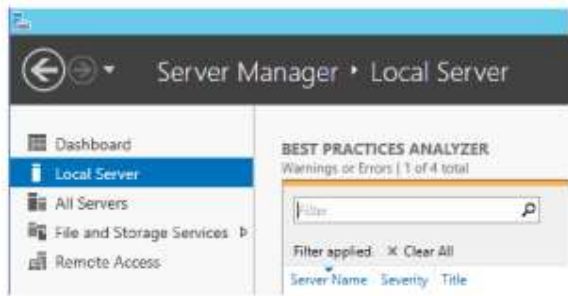 Server Manager • Local Server
Dashboard
Local Server
All Servers
File and Storage Services
Remote Access
BEST PRACTICES ANALYZER
Warnings or Errors | 1 of 4 total
Filter
Filter applied. × Clear All
Server Name Severity Title